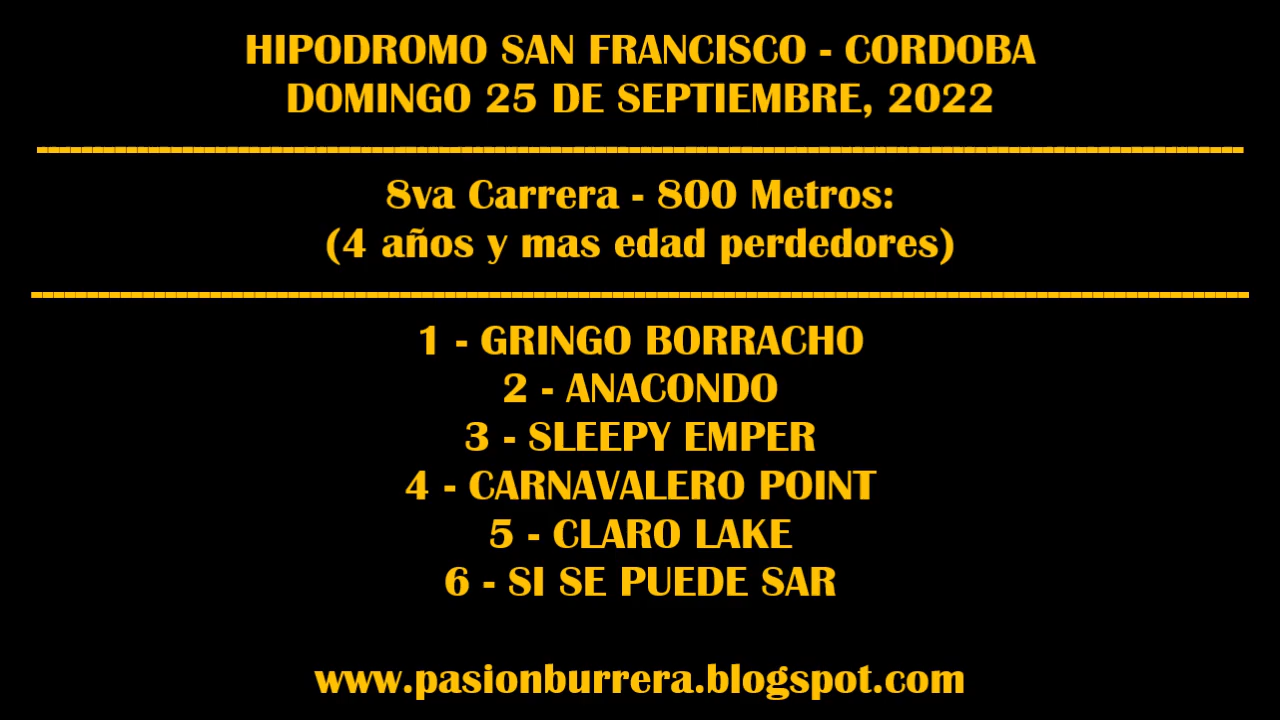 HIPODROMO SAN FRANCISCO - CORDOBA
DOMINGO 25 DE SEPTIEMBRE, 2022
8va Carrera - 800 Metros:
(4 años y mas edad perdedores)
1 - GRINGO BORRACHO
2 - ANACONDO
3 - SLEEPY EMPER
4 - CARNAVALERO POINT
5 - CLARO LAKE
6 - SI SE PUEDE SAR
www.pasionburrera.blogspot.com